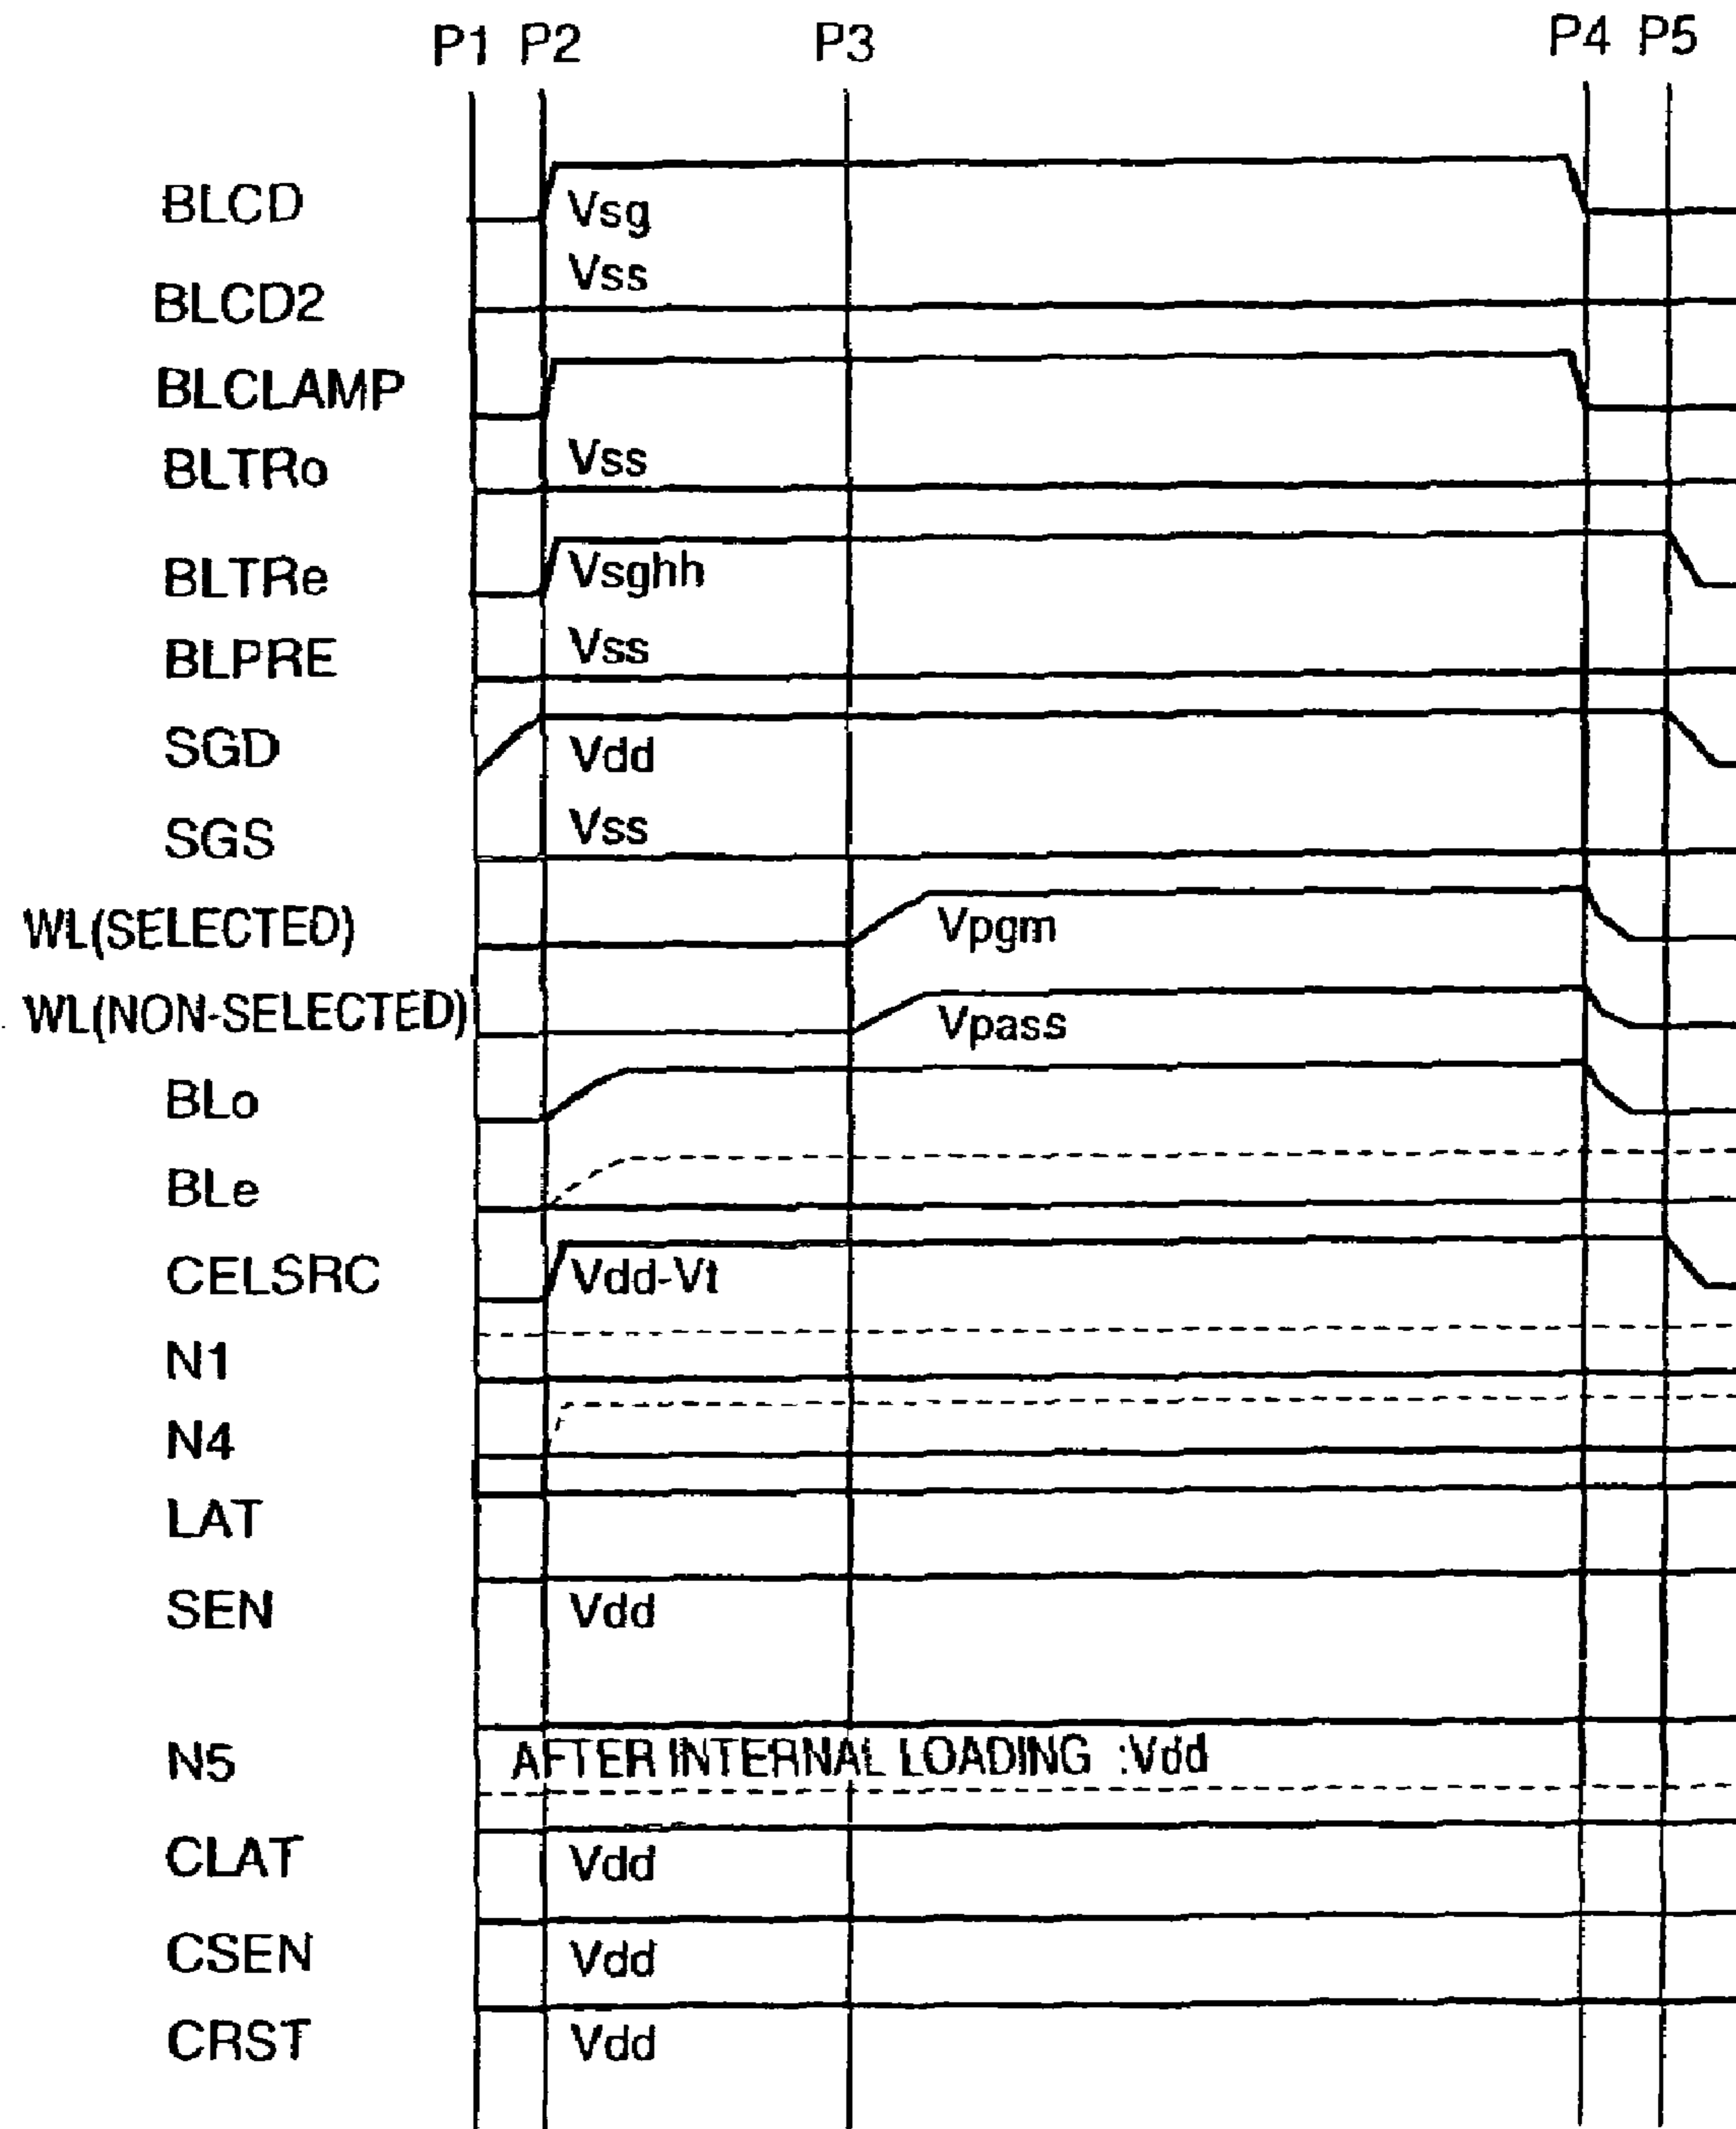 P1 P2 P3 P4 P5
BLCD Vsg
BLCD2 Vss
BLCLAMP
BLTRo Vss
BLTRe Vsghh
BLPRE Vss
SGD Vdd
SGS Vss
WL(SELECTED) Vpgm
WL(NON-SELECTED) Vpass
BLo
BLe
CELSRC Vdd-Vt
N1
N4
LAT
SEN Vdd
N5 AFTER INTERNAL LOADING :Vdd
CLAT Vdd
CSEN Vdd
CRST Vdd